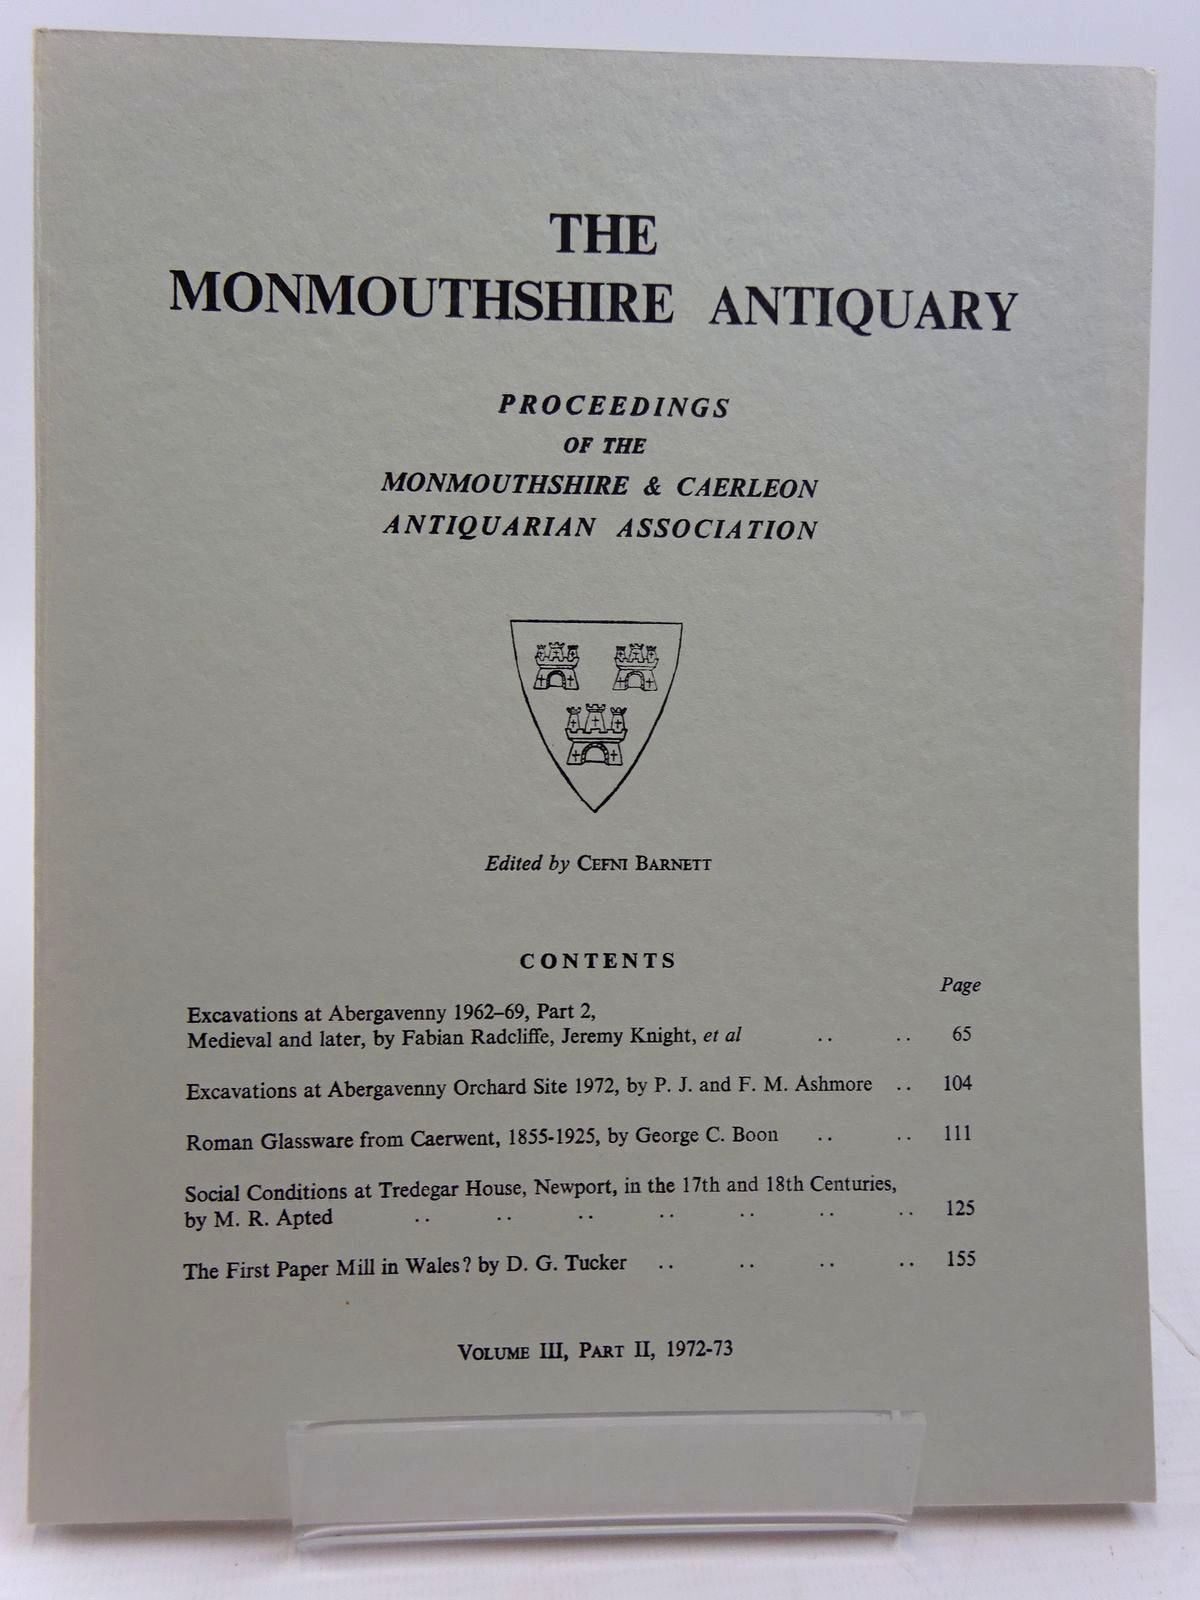 THE
MONMOUTHSHIRE ANTIQUARY
PROCEEDINGS
OF THE
MONMOUTHSHIRE & CAERLEON
ANTIQUARIAN ASSOCIATION
Edited by CEFNI BARNETT
CONTENTS
Page
Excavations at Abergavenny 1962–69, Part 2,
Medieval and later, by Fabian Radcliffe, Jeremy Knight, et al .. .. 65
Excavations at Abergavenny Orchard Site 1972, by P. J. and F. M. Ashmore .. 104
Roman Glassware from Caerwent, 1855-1925, by George C. Boon .. .. 111
Social Conditions at Tredegar House, Newport, in the 17th and 18th Centuries,
by M. R. Apted .. .. .. .. .. .. .. 125
The First Paper Mill in Wales? by D. G. Tucker .. .. .. .. 155
VOLUME III, PART II, 1972-73